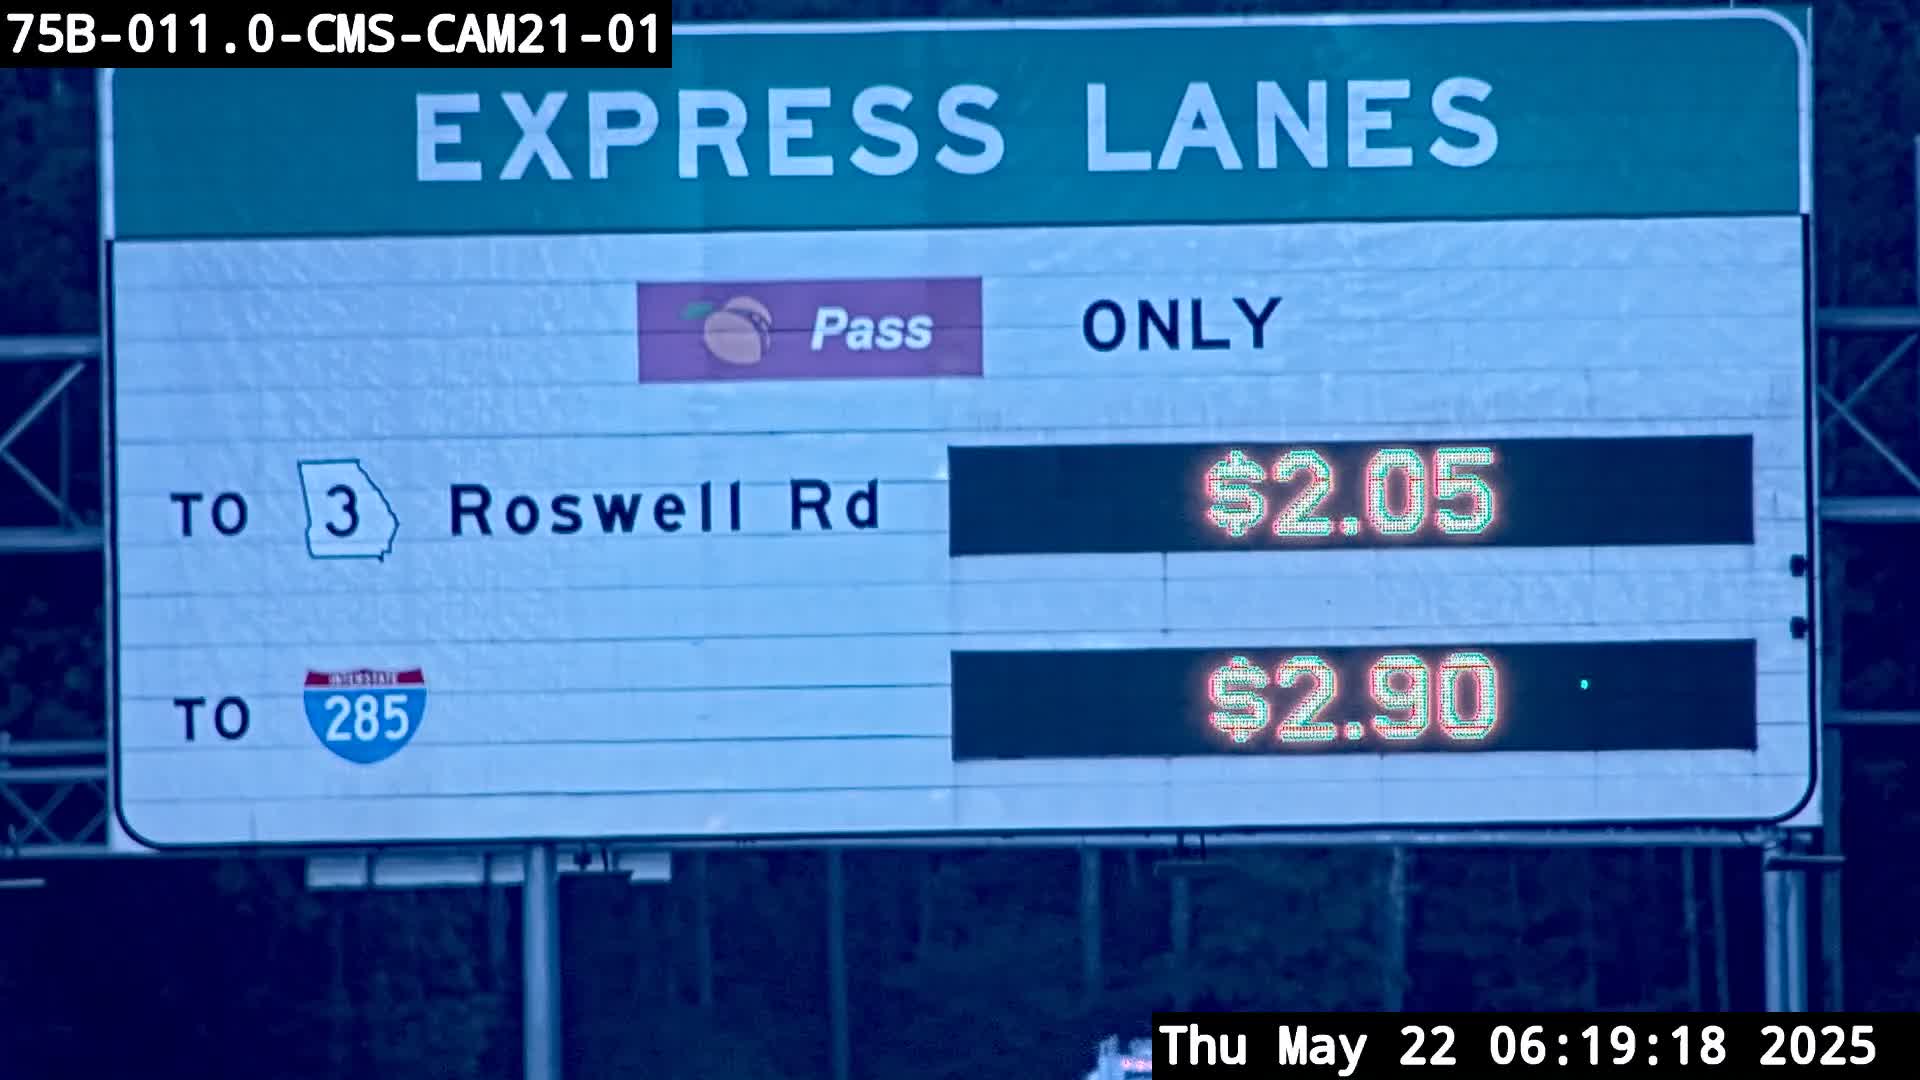 75B-011.0-CMS-CAM21-01
EXPRESS LANES
Pass ONLY
TO 3 Roswell Rd $2.05
INTERSTATE
TO 285 $2.90
Thu May 22 06:19:18 2025